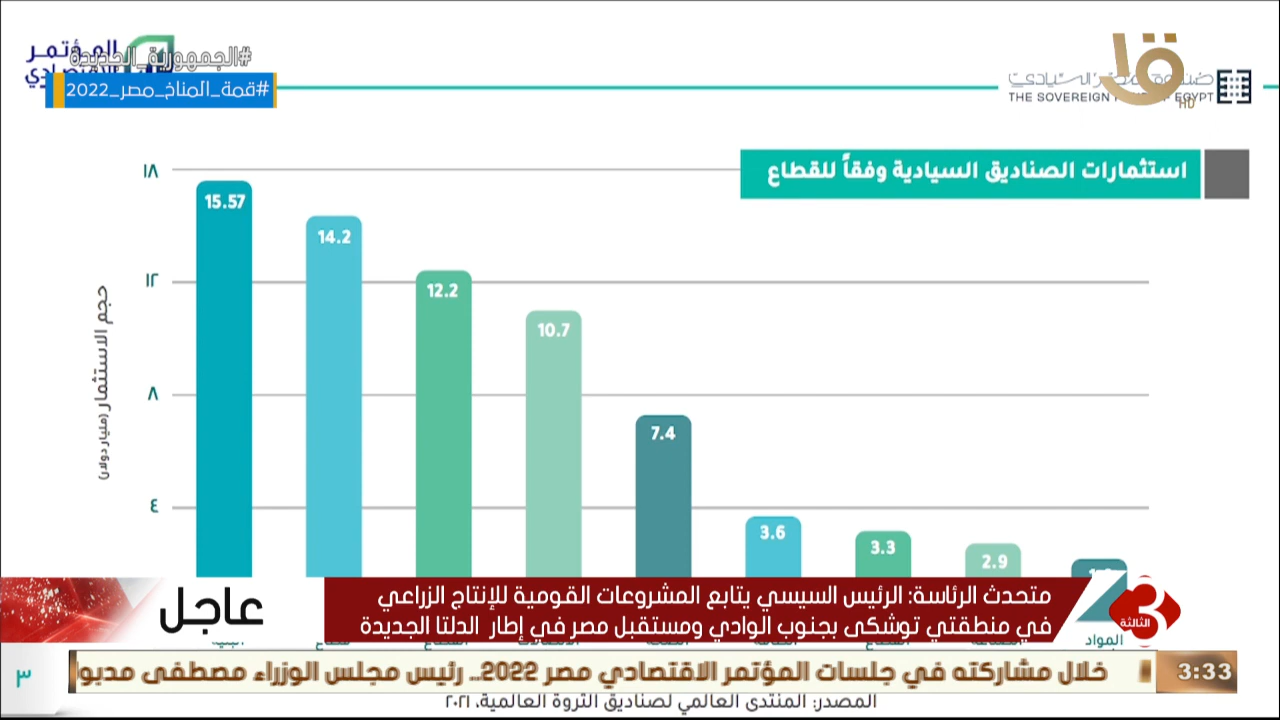 #الجمهورية_الجديدة
المؤتمر
#قمة_المناخ_مصر_2022
THE SOVEREIGN
EGYPT
HD
استثمارات الصناديق السيادية وفقاً للقطاع
١٨
15.57
14.2
١٢
12.2
10.7
حجم الاستثمار (مليار دولار)
٨
7.4
٤
3.6
3.3
2.9
عاجل
متحدث الرئاسة: الرئيس السيسي يتابع المشروعات القومية للإنتاج الزراعي
في منطقتي توشكى بجنوب الوادي ومستقبل مصر في إطار الدلتا الجديدة
3
الثالثة
المواد
3:33
خلال مشاركته في جلسات المؤتمر الاقتصادي مصر 2022.. رئيس مجلس الوزراء مصطفى مدبو
٣
المصدر: المنتدى العالمي لصناديق الثروة العالمية، ٢٠٢١